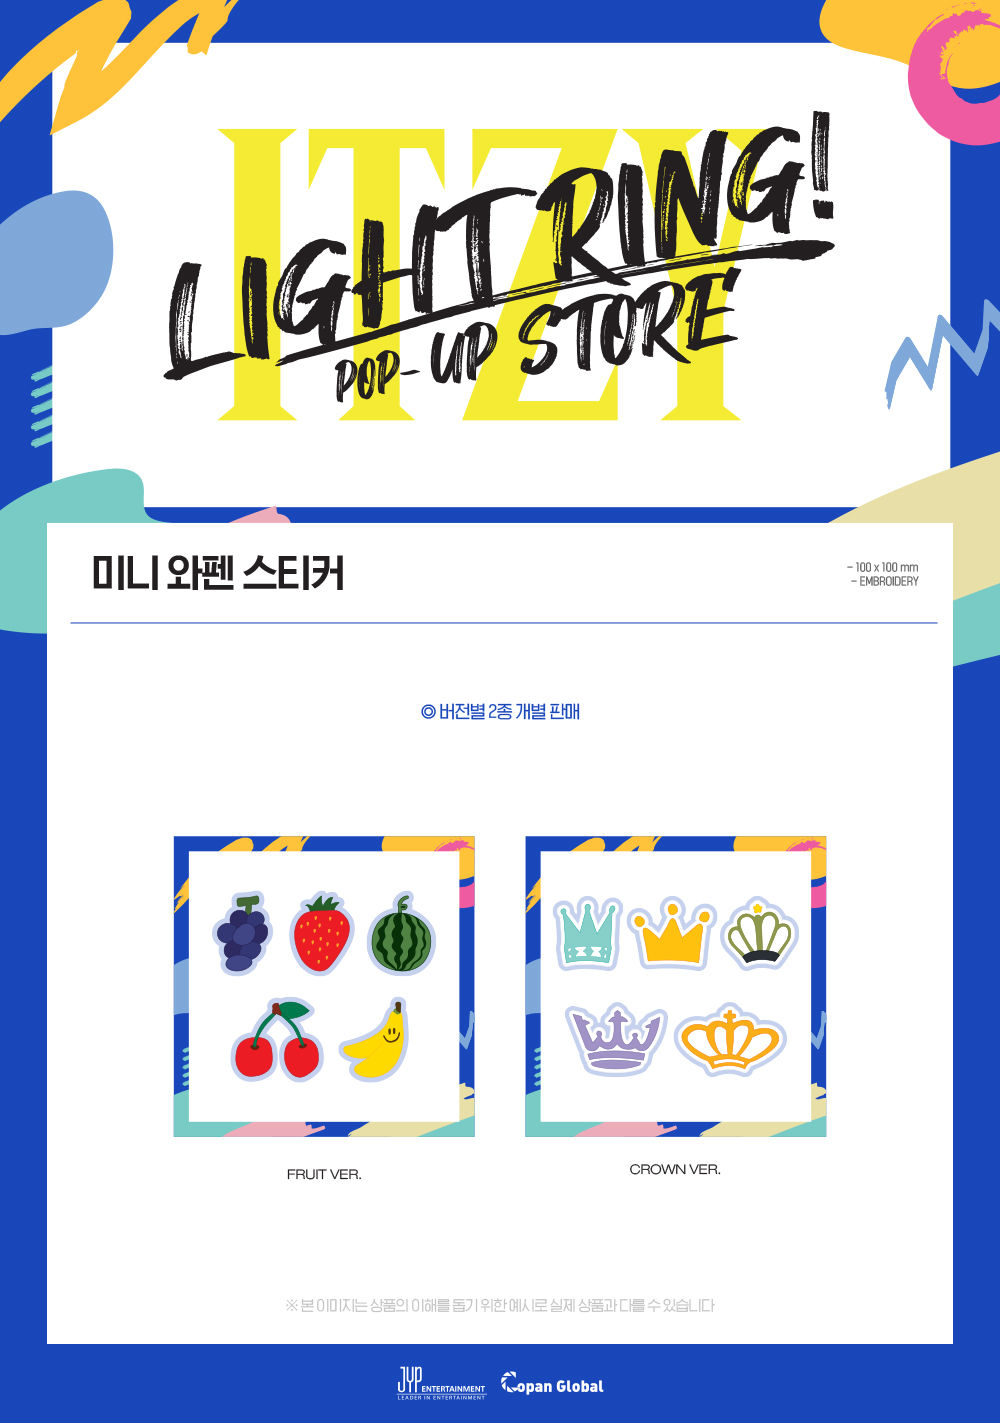 ITZY
LIGHT RING!
POP-UP STORE
미니 와펜 스티커
- 100 x 100 mm
- EMBROIDERY
◎ 버전별 2종 개별 판매
FRUIT VER.
CROWN VER.
※ 본 이미지는 상품의 이해를 돕기 위한 예시로 실제 상품과 다를 수 있습니다
JYP ENTERTAINMENT
LEADER IN ENTERTAINMENT
Copan Global